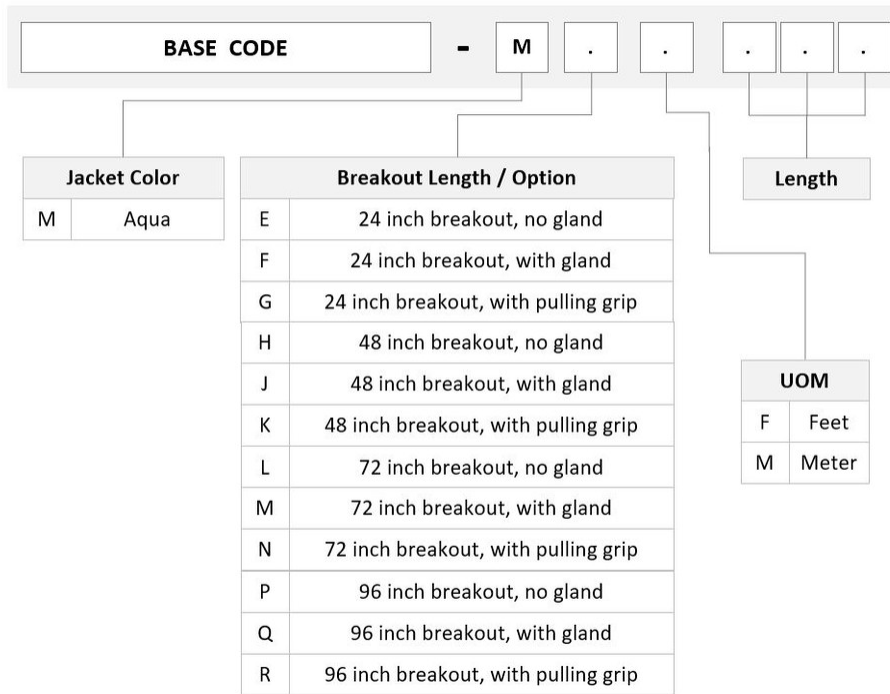 BASE CODE - M . . . . .
Jacket Color
M Aqua
Breakout Length / Option
E 24 inch breakout, no gland
F 24 inch breakout, with gland
G 24 inch breakout, with pulling grip
H 48 inch breakout, no gland
J 48 inch breakout, with gland
K 48 inch breakout, with pulling grip
L 72 inch breakout, no gland
M 72 inch breakout, with gland
N 72 inch breakout, with pulling grip
P 96 inch breakout, no gland
Q 96 inch breakout, with gland
R 96 inch breakout, with pulling grip
Length
UOM
F Feet
M Meter